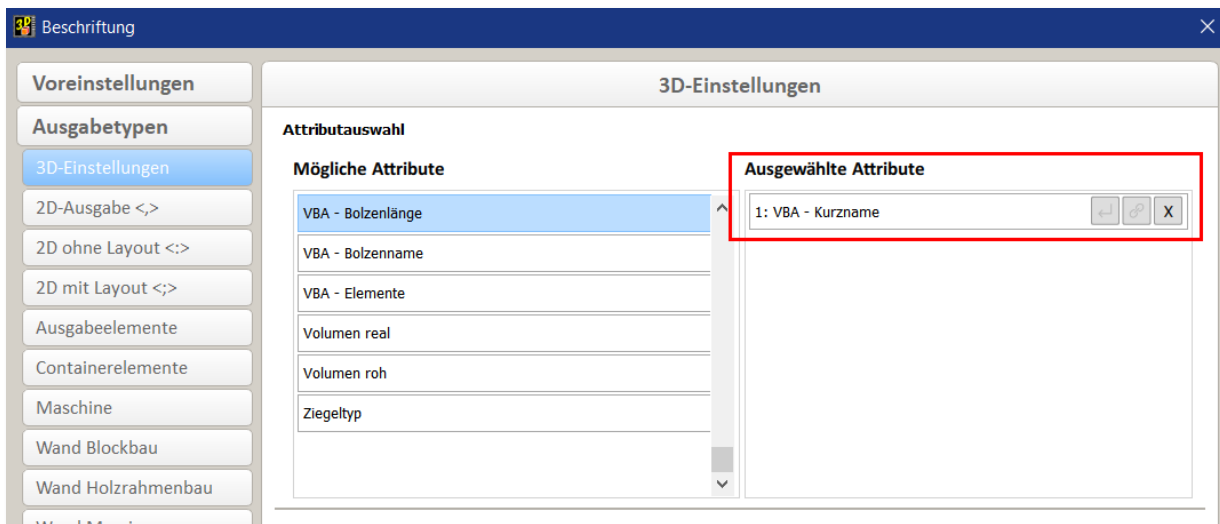 Beschriftung
Voreinstellungen
Ausgabetypen
3D-Einstellungen
2D-Ausgabe <,>
2D ohne Layout <:>
2D mit Layout <;>
Ausgabeelemente
Containerelemente
Maschine
Wand Blockbau
Wand Holzrahmenbau
3D-Einstellungen
Attributauswahl
Mögliche Attribute
VBA - Bolzenlänge
VBA - Bolzenname
VBA - Elemente
Volumen real
Volumen roh
Ziegeltyp
Ausgewählte Attribute
1: VBA - Kurzname
X